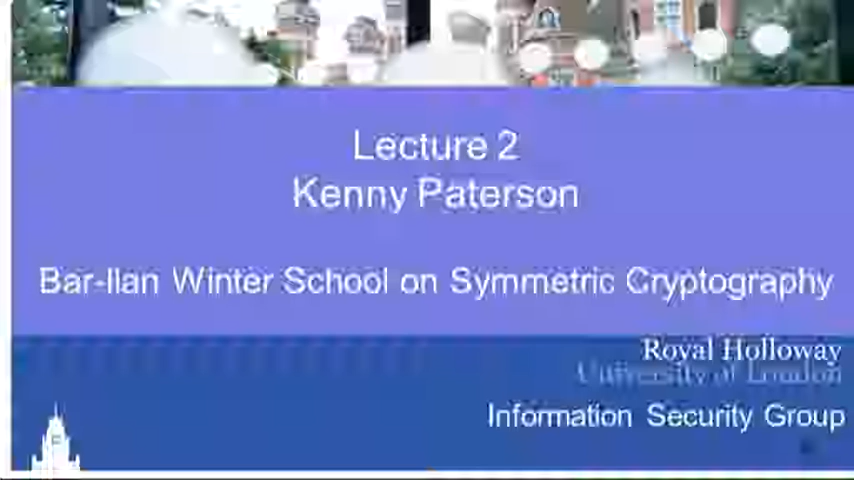 Lecture 2
Kenny Paterson
Bar-Ilan Winter School on Symmetric Cryptography
Royal Holloway
University of London
Information Security Group